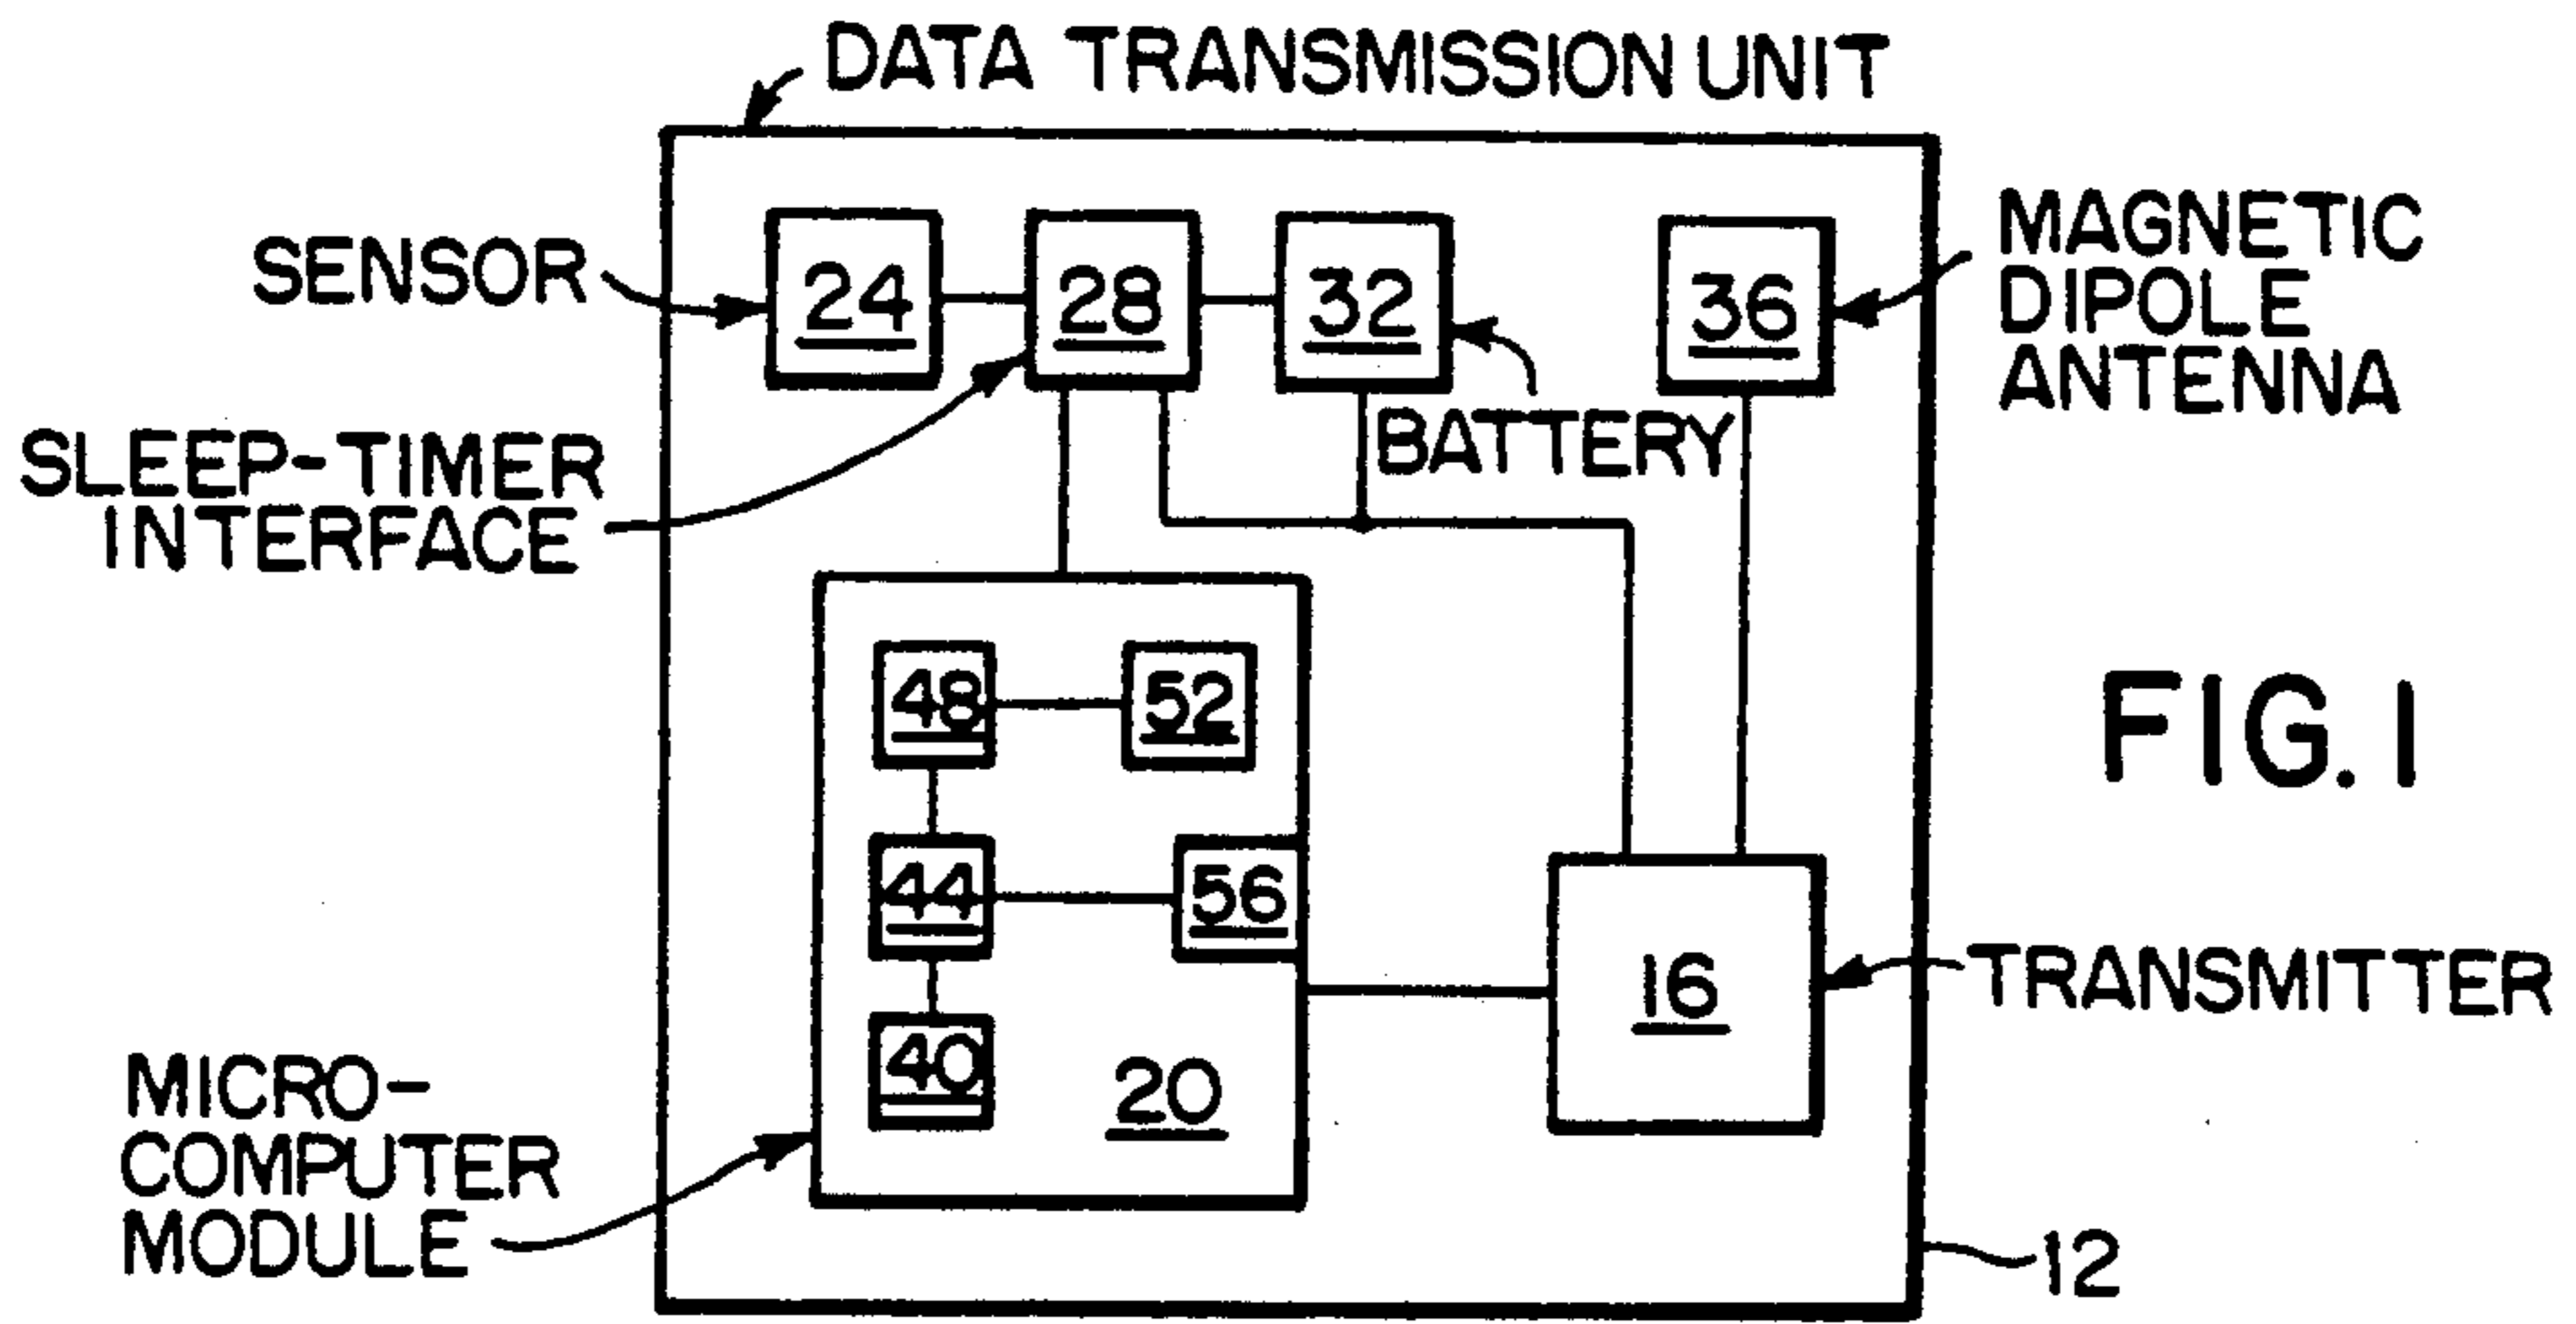 DATA TRANSMISSION UNIT
SENSOR
24
28
32
36
MAGNETIC
DIPOLE
ANTENNA
BATTERY
SLEEP-TIMER
INTERFACE
48
52
44
56
40
20
16
TRANSMITTER
FIG. 1
MICRO-
COMPUTER
MODULE
12